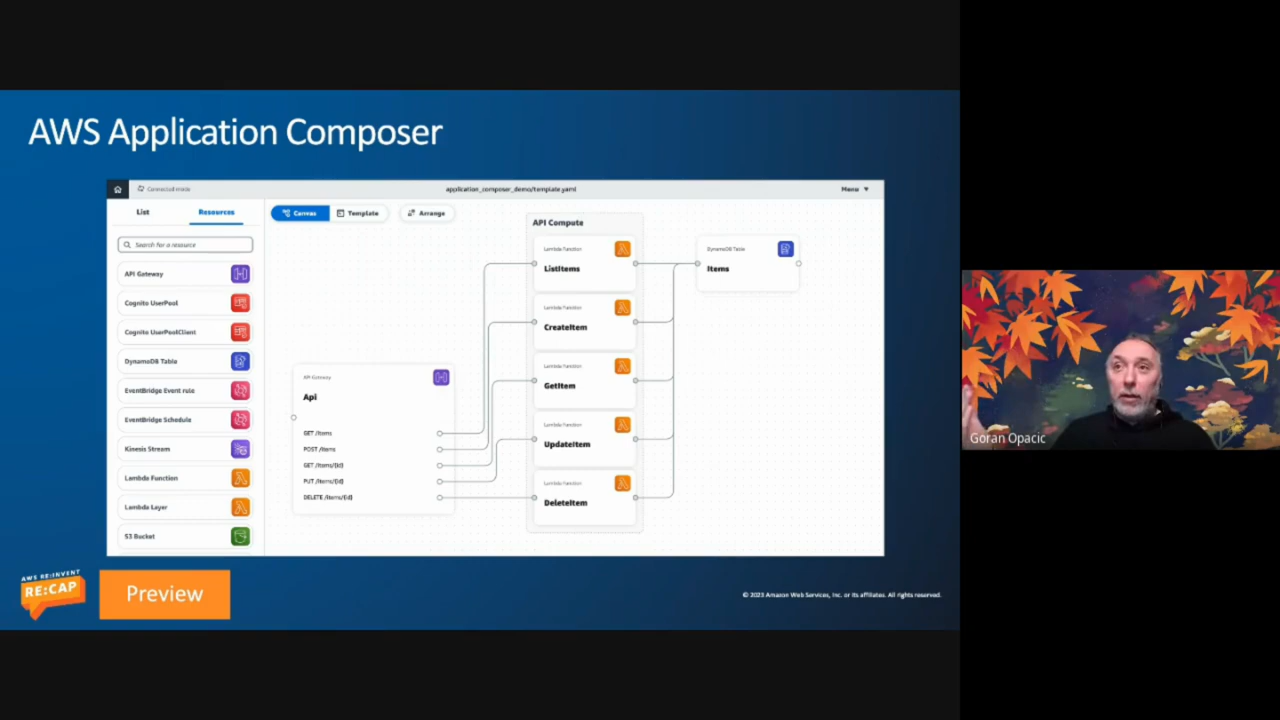 AWS Application Composer
Connected mode
application_composer_demo/template.yaml
Menu
List
Resources
Search for a resource
API Gateway
Cognito UserPool
Cognito UserPoolClient
DynamoDB Table
EventBridge Event rule
EventBridge Schedule
Kinesis Stream
Lambda Function
Lambda Layer
S3 Bucket
Canvas
Template
Arrange
API Gateway
Api
GET /items
POST /items
GET /items/{id}
PUT /items/{id}
DELETE /items/{id}
API Compute
Lambda Function
ListItems
Lambda Function
CreateItem
Lambda Function
GetItem
Lambda Function
UpdateItem
Lambda Function
DeleteItem
DynamoDB Table
Items
AWS RE:INVENT
RE:CAP
Preview
© 2023 Amazon Web Services, Inc. or its affiliates. All rights reserved.
Goran Opacic